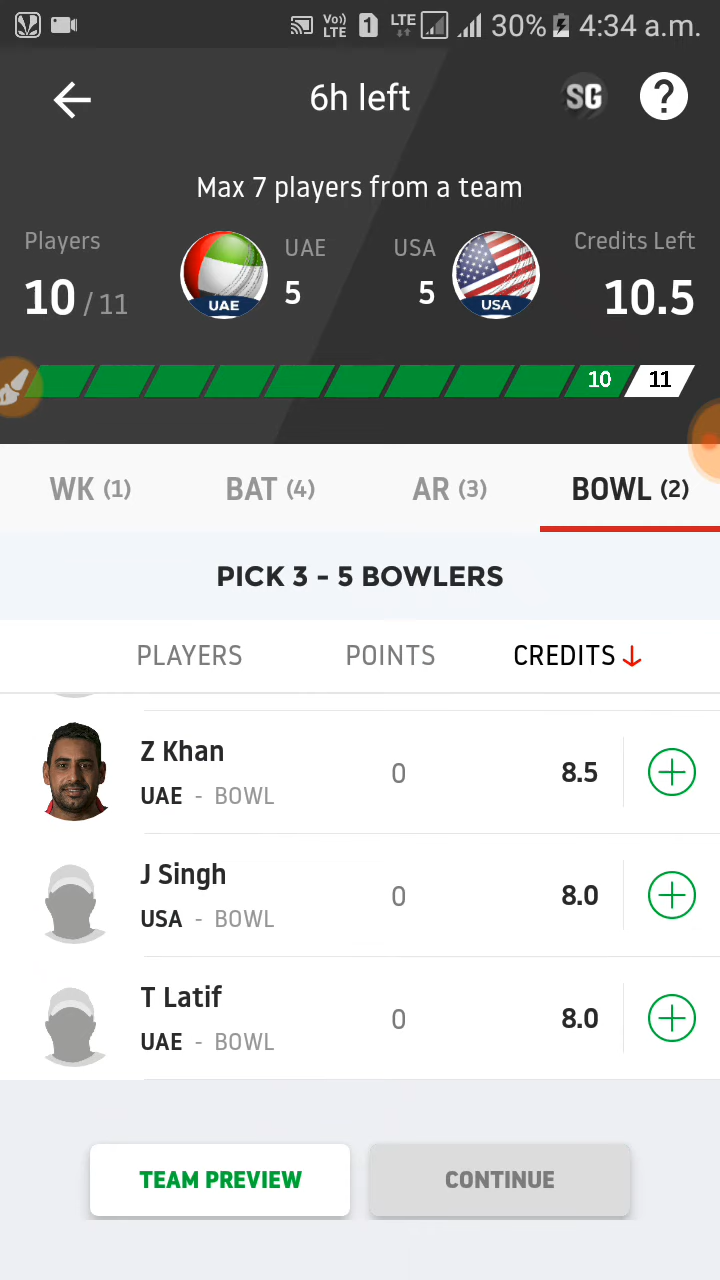 Vo)) LTE 1 LTE 30% 4:34 a.m.
6h left SG ?
Max 7 players from a team
Players UAE USA Credits Left
10 / 11 UAE 5 5 USA 10.5
10 11
WK (1) BAT (4) AR (3) BOWL (2)
PICK 3 - 5 BOWLERS
PLAYERS POINTS CREDITS
Z Khan 0 8.5
UAE - BOWL
J Singh 0 8.0
USA - BOWL
T Latif 0 8.0
UAE - BOWL
TEAM PREVIEW CONTINUE